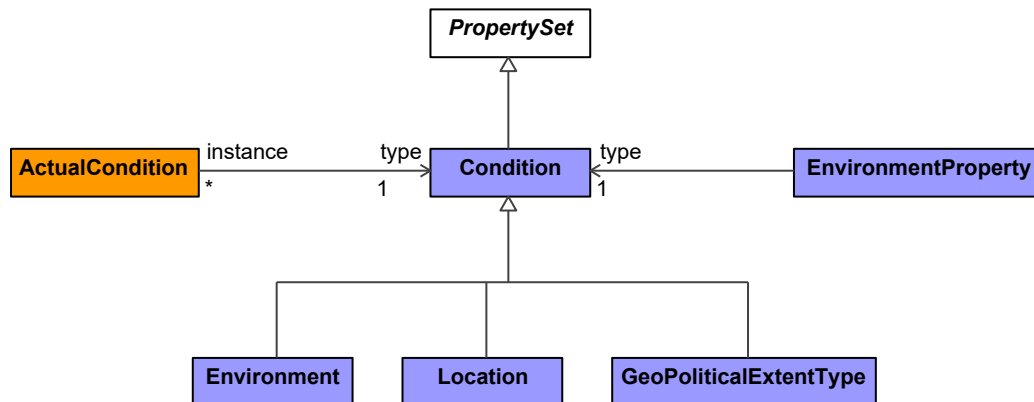 PropertySet
instance
type
type
ActualCondition
Condition
EnvironmentProperty
*
1
1
Environment
Location
GeoPoliticalExtentType